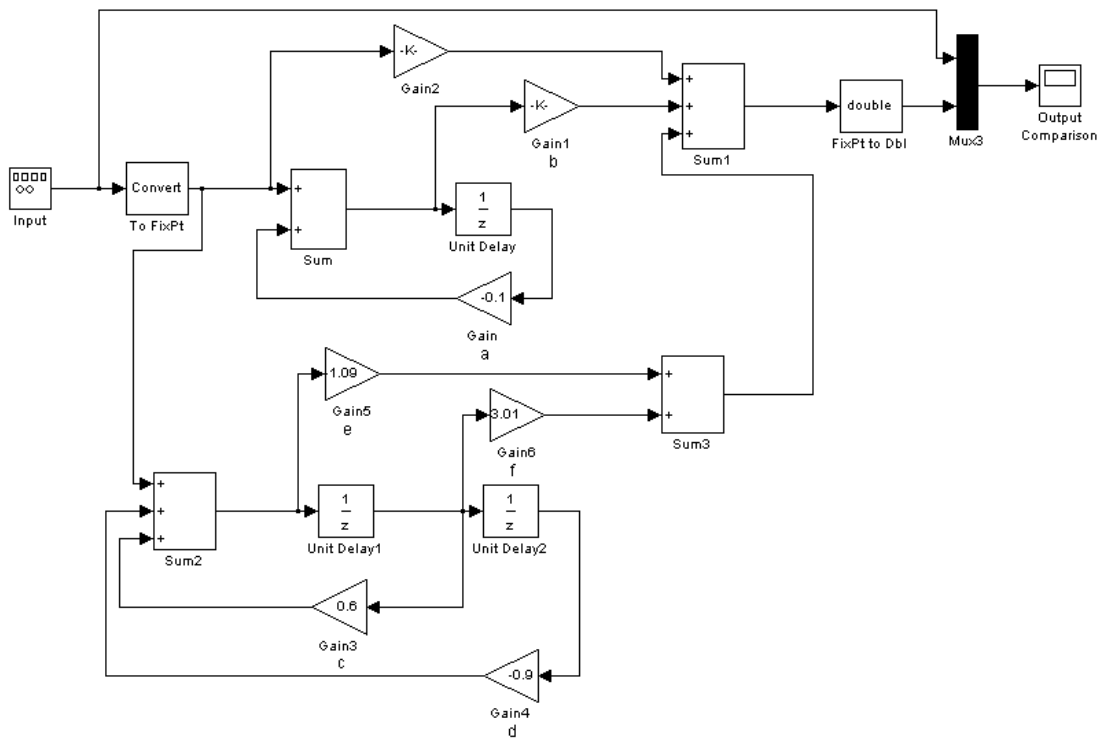 -K-
Gain2
-K-
Gain1
b
+
+
+
Sum1
double
FixPt to Dbl
Mux3
Output
Comparison
Input
Convert
To FixPt
+
+
Sum
1
z
Unit Delay
-0.1
Gain
a
1.09
Gain5
e
3.01
Gain6
f
+
+
Sum3
+
+
+
Sum2
1
z
Unit Delay1
1
z
Unit Delay2
0.6
Gain3
c
-0.9
Gain4
d